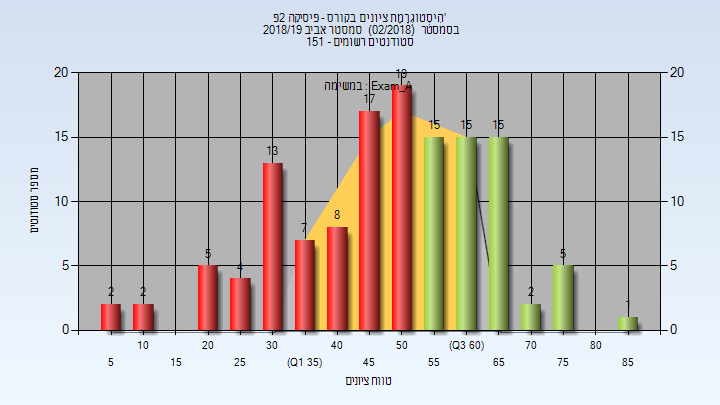 היסטוגרמת ציונים בקורס - פיסיקה 2פ'
בסמסטר (02/2018) סמסטר אביב 2018/19
סטודנטים רשומים - 151
במשימה : Exam_A
20 20
15 15
10 10
5 5
0 0
מספר סטודנטים
2 2 5 4 13 7 8 17 19 15 15 15 2 5 1
10 20 30 40 50 (Q3 60) 70 80
5 15 25 (Q1 35) 45 55 65 75 85
טווח ציונים